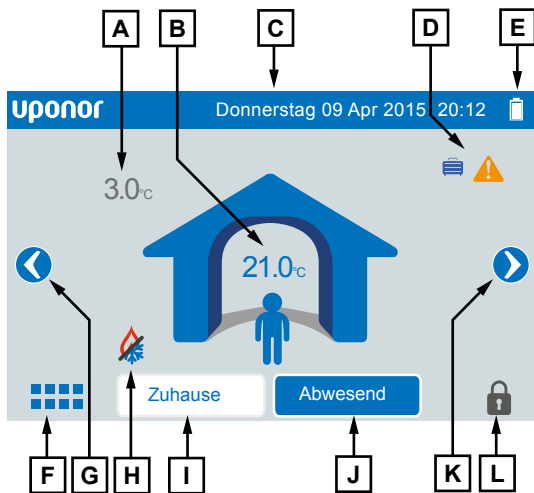 A B C D E
uponor Donnerstag 09 Apr 2015 20:12
3.0°C
21.0°C
Zuhause Abwesend
F G H I J K L